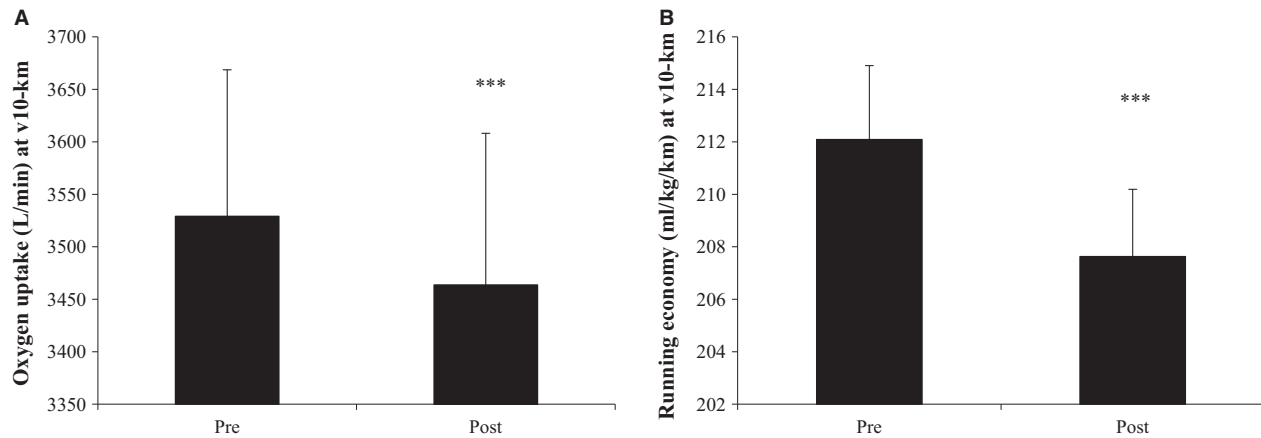 A
Oxygen uptake (L/min) at v10-km
3700
3650
3600
3550
3500
3450
3400
3350
***
Pre
Post
B
Running economy (ml/kg/km) at v10-km
216
214
212
210
208
206
204
202
***
Pre
Post